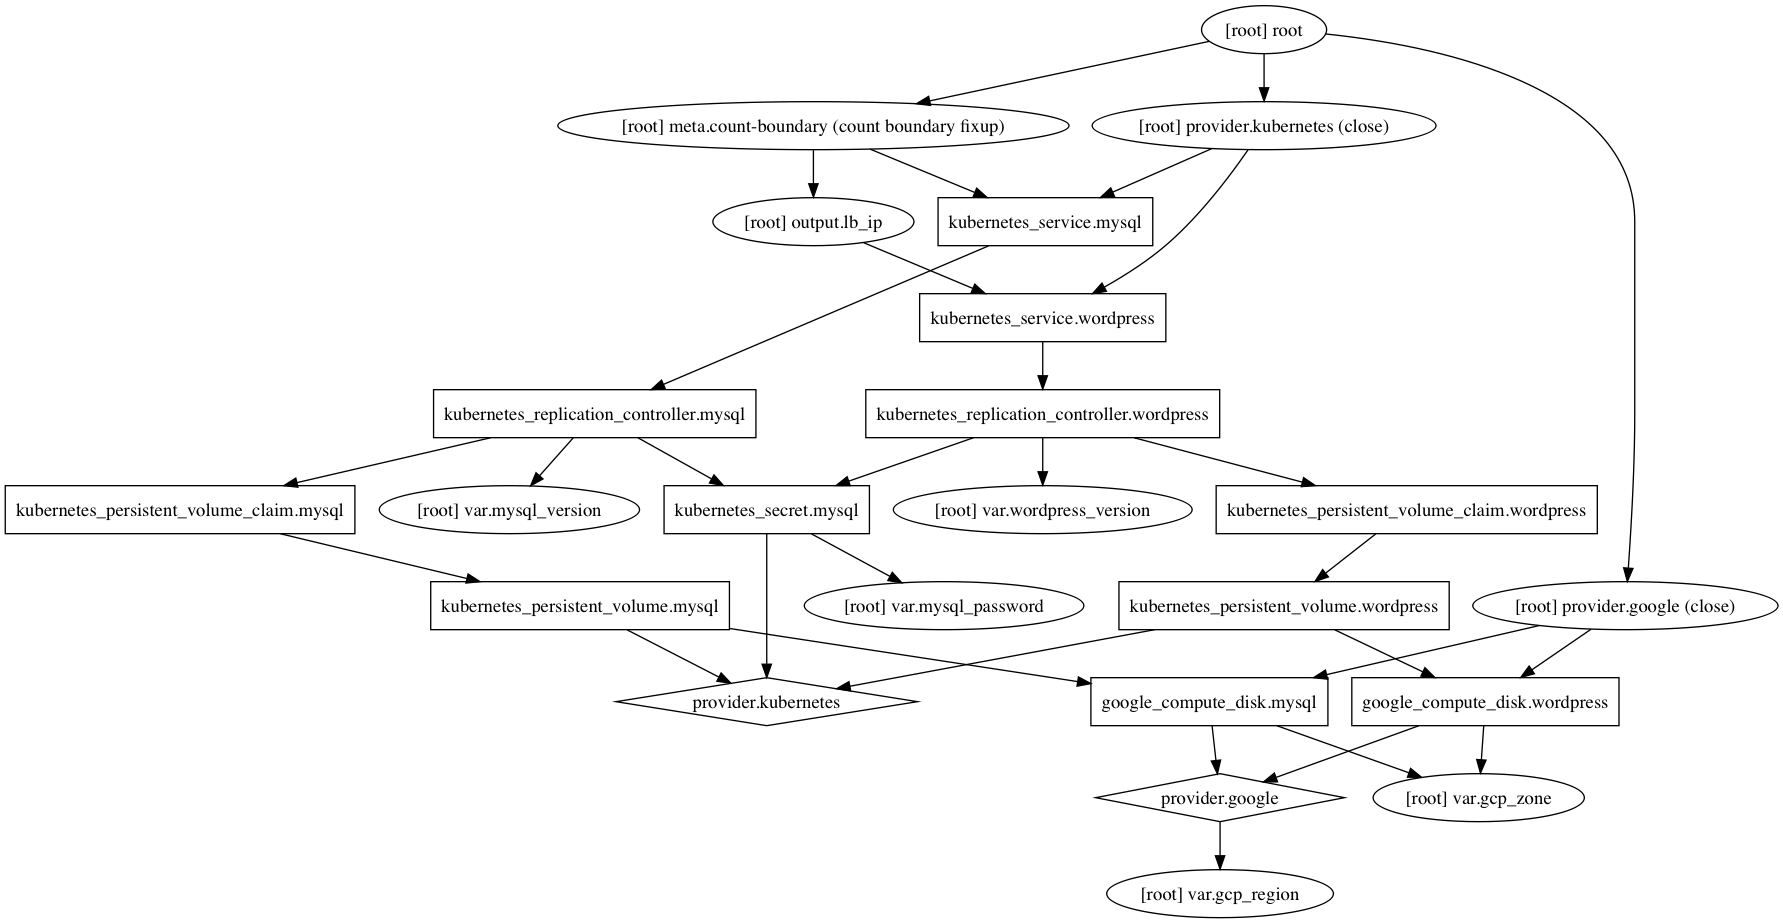 [root] root
[root] meta.count-boundary (count boundary fixup)
[root] provider.kubernetes (close)
[root] output.lb_ip
kubernetes_service.mysql
kubernetes_service.wordpress
kubernetes_replication_controller.mysql
kubernetes_replication_controller.wordpress
kubernetes_persistent_volume_claim.mysql
[root] var.mysql_version
kubernetes_secret.mysql
[root] var.wordpress_version
kubernetes_persistent_volume_claim.wordpress
kubernetes_persistent_volume.mysql
[root] var.mysql_password
kubernetes_persistent_volume.wordpress
[root] provider.google (close)
provider.kubernetes
google_compute_disk.mysql
google_compute_disk.wordpress
provider.google
[root] var.gcp_zone
[root] var.gcp_region